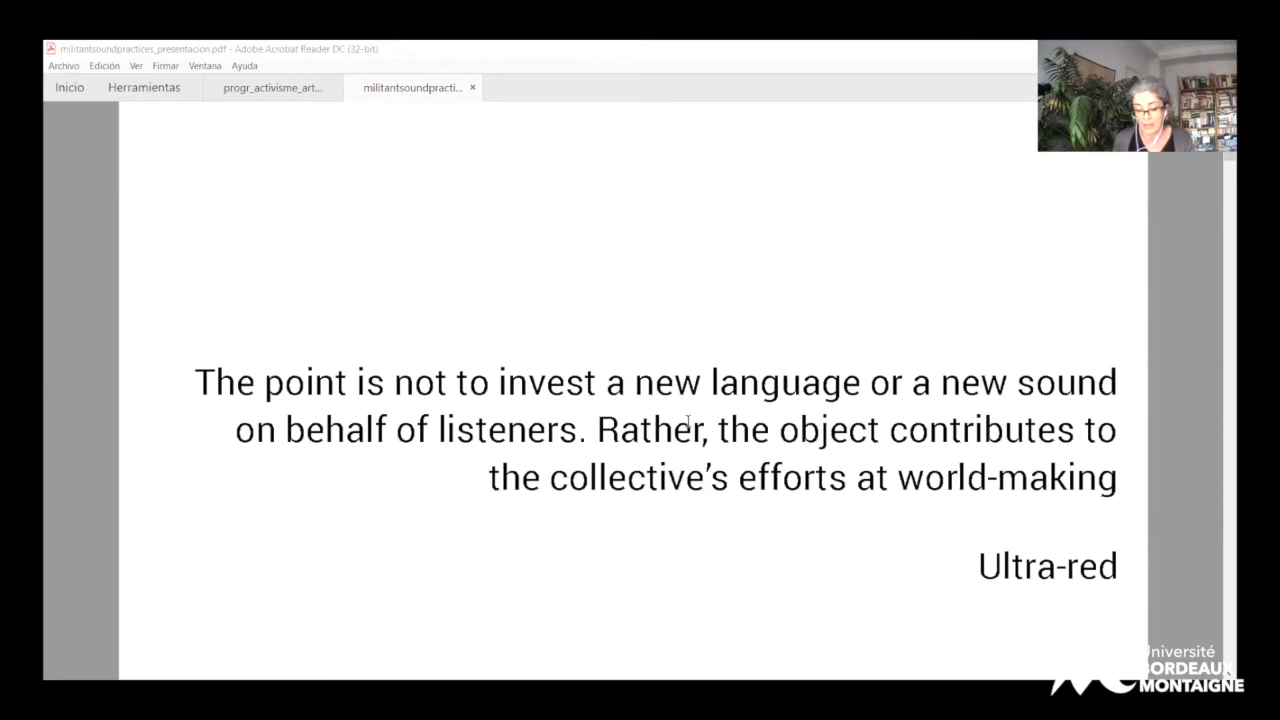 militantsoundpractices_presentacion.pdf - Adobe Acrobat Reader DC (32-bit)
Archivo Edición Ver Firmar Ventana Ayuda
Inicio Herramientas progr_activisme_art... militantsoundpracti... ×
The point is not to invest a new language or a new sound
on behalf of listeners. Rather, the object contributes to
the collective’s efforts at world-making
Ultra-red
Université
BORDEAUX
MONTAIGNE